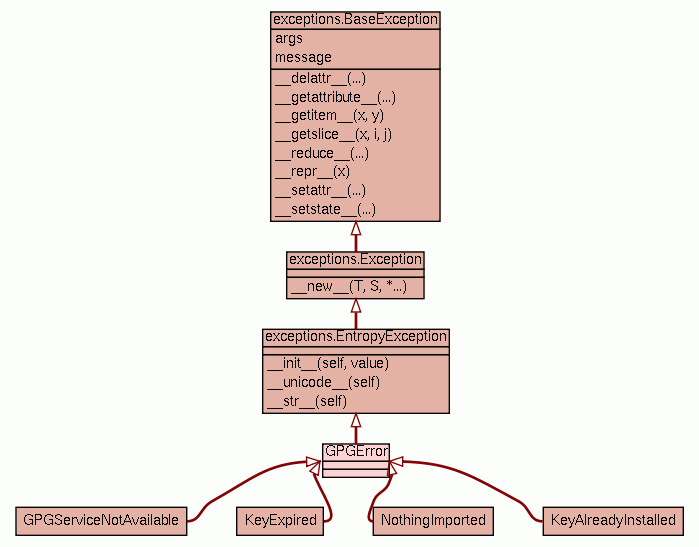 exceptions.BaseException
args
message
__delattr__(...)
__getattribute__(...)
__getitem__(x, y)
__getslice__(x, i, j)
__reduce__(...)
__repr__(x)
__setattr__(...)
__setstate__(...)
exceptions.Exception
__new__(T, S, *...)
exceptions.EntropyException
__init__(self, value)
__unicode__(self)
__str__(self)
GPGError
GPGServiceNotAvailable
KeyExpired
NothingImported
KeyAlreadyInstalled